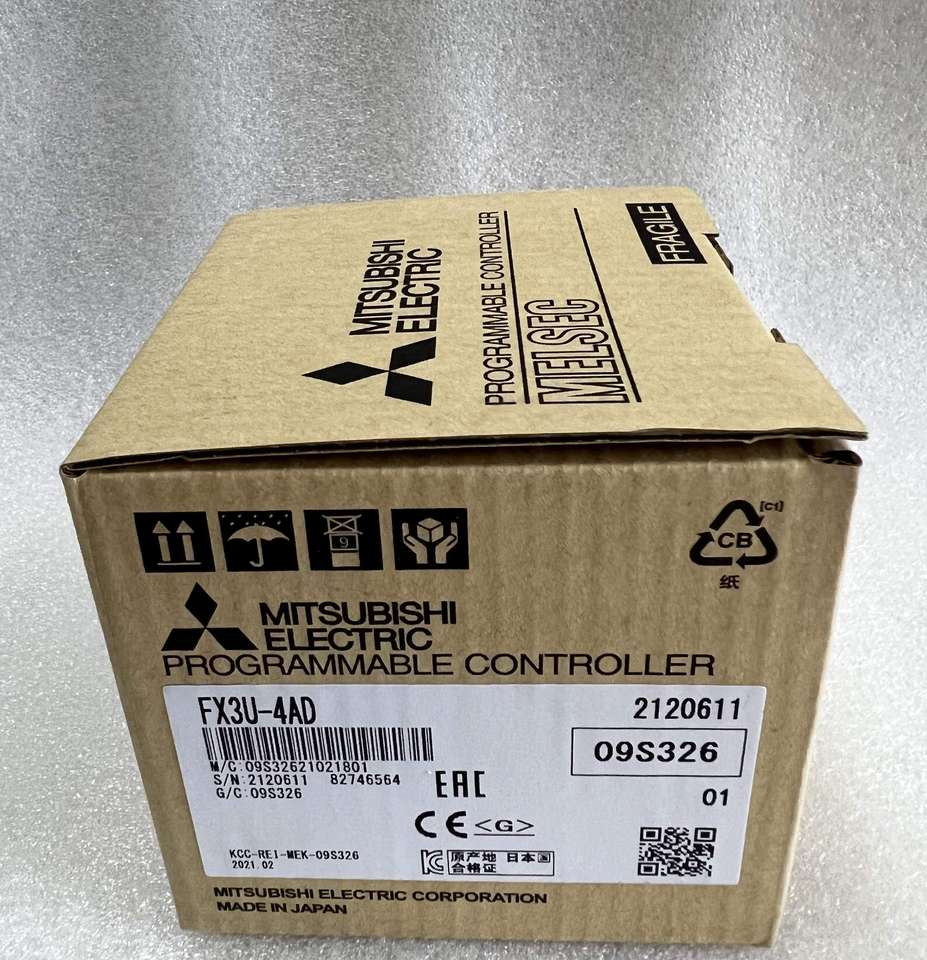 FRAGILE
MITSUBISHI
ELECTRIC
PROGRAMMABLE CONTROLLER
MELSEC
9
[C1]
CB
纸
MITSUBISHI
ELECTRIC
PROGRAMMABLE CONTROLLER
FX3U-4AD
2120611
M/C:09S32621021801
S/N:2120611 82746564
G/C:09S326
09S326
EAC
01
CE <G>
KCC-REI-MEK-09S326
2021.02
原产地 日本国
合格证
MITSUBISHI ELECTRIC CORPORATION
MADE IN JAPAN